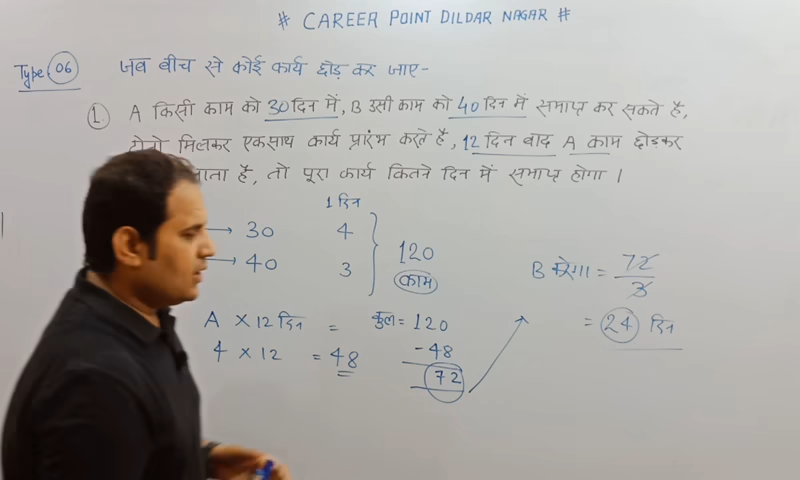 # CAREER POINT DILDAR NAGAR #
Type 06 जब बीच से कोई कार्य छोड़ कर जाए-
1. A किसी काम को 30 दिन में, B उसी काम को 40 दिन में समाप्त कर सकते है,
मिलकर एकसाथ कार्य प्रारंभ करते है, 12 दिन बाद A काम छोड़कर
जाता है, तो पूरा कार्य कितने दिन में समाप्त होगा ।
1 दिन
→ 30 4
→ 40 3
120
काम
A × 12 दिन =
4 × 12 = 48
कुल = 120
- 48
72
B करेगा = 72/3
= 24 दिन